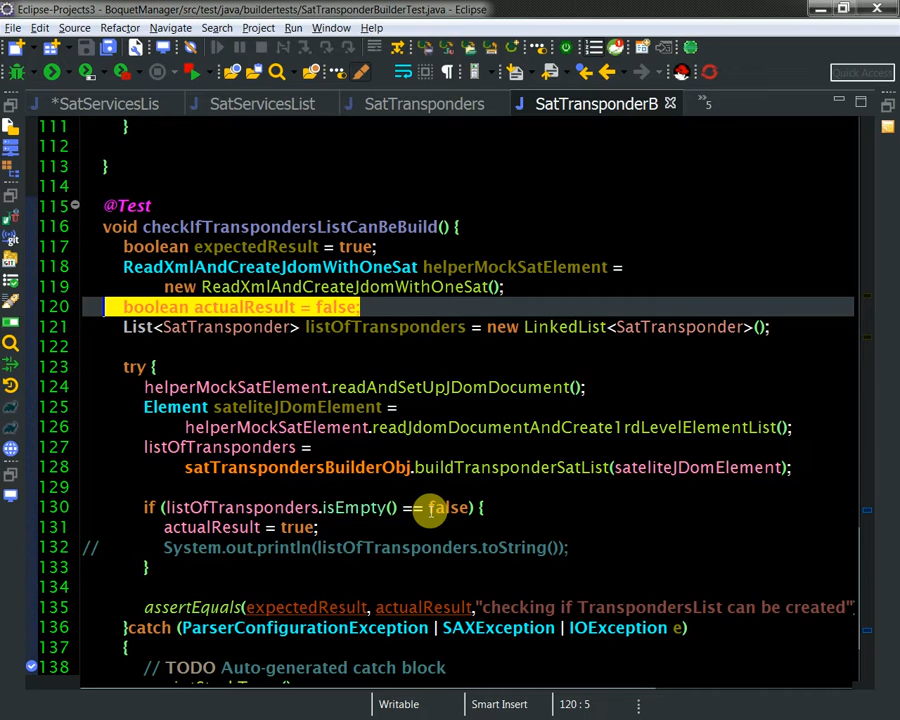 Eclipse-Projects3 - BoquetManager/src/test/java/buildertests/SatTransponderBuilderTest.java - Eclipse
File Edit Source Refactor Navigate Search Project Run Window Help
Quick Access
*SatServicesLis SatServicesList SatTransponders SatTransponderB »5
111 }
112
113 }
114
115 @Test
116 void checkIfTranspondersListCanBeBuild() {
117 boolean expectedResult = true;
118 ReadXmlAndCreateJdomWithOneSat helperMockSatElement =
119 new ReadXmlAndCreateJdomWithOneSat();
120 boolean actualResult = false;
121 List<SatTransponder> listOfTransponders = new LinkedList<SatTransponder>();
122
123 try {
124 helperMockSatElement.readAndSetUpJDomDocument();
125 Element sateliteJDomElement =
126 helperMockSatElement.readJdomDocumentAndCreate1rdLevelElementList();
127 listOfTransponders =
128 satTranspondersBuilderObj.buildTransponderSatList(sateliteJDomElement);
129
130 if (listOfTransponders.isEmpty() == false) {
131 actualResult = true;
132 // System.out.println(listOfTransponders.toString());
133 }
134
135 assertEquals(expectedResult, actualResult,"checking if TranspondersList can be created"
136 }catch (ParserConfigurationException | SAXException | IOException e)
137 {
138 // TODO Auto-generated catch block
Writable Smart Insert 120 : 5